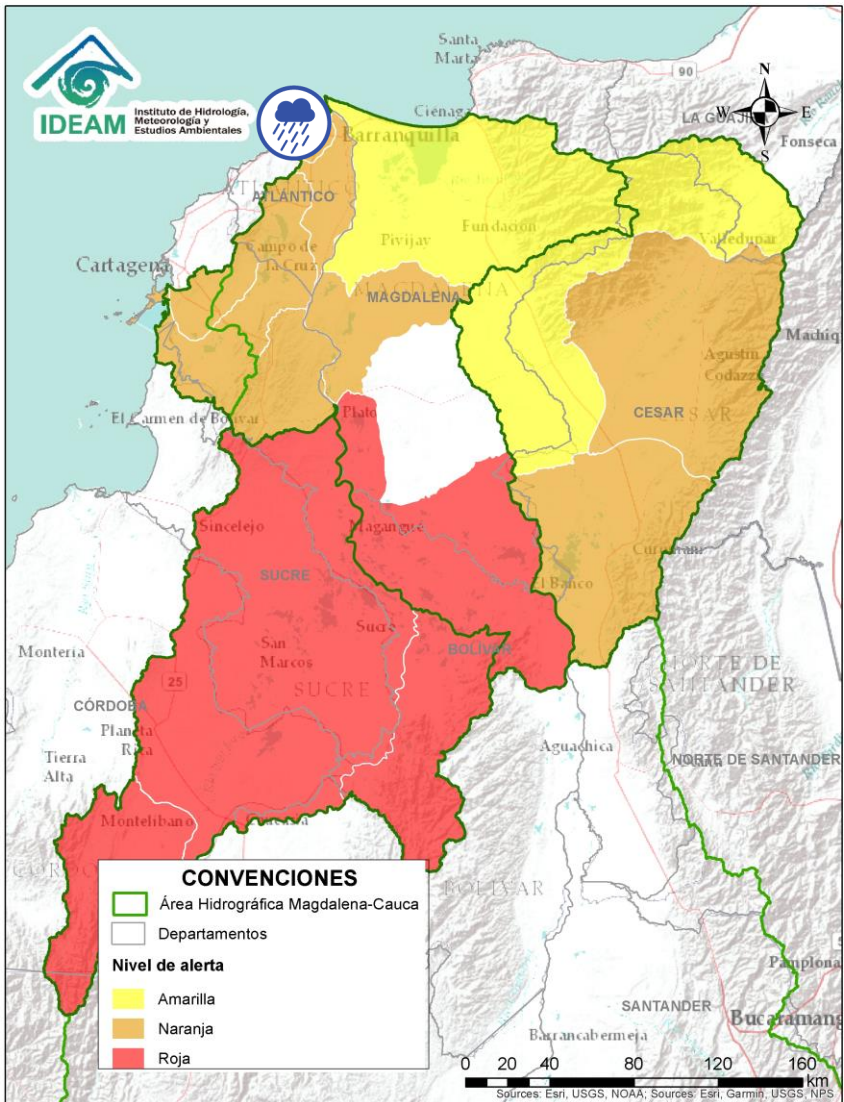 IDEAM
Instituto de Hidrología,
Meteorología y
Estudios Ambientales
Santa
Marta
90
N
W
E
S
LA GUAJIR
Ciénaga
Barranquilla
Fonseca
ATLÁNTICO
Valledupar
Pivijay
Fundación
Cartagena
Campo de
la Cruz
MAGDALENA
Machiq
Agustín
Codazzi
El Carmen de Bolívar
Plato
CESAR
Sincelejo
Magangué
SUCRE
El Banco
Sucre
San
Marcos
BOLÍVAR
Montería
SUCRE
NORTE DE
SANTANDER
25
CÓRDOBA
Planeta
Rica
Aguachica
Tierra
Alta
NORTE DE SANTANDER
Montelíbano
CONVENCIONES
Área Hidrográfica Magdalena-Cauca
Departamentos
Nivel de alerta
Amarilla
Naranja
Roja
BOLÍVAR
Pamplona
SANTANDER
Bucaramang
Barrancabermeja
0 20 40 80 120 160
km
Sources: Esri, USGS, NOAA; Sources: Esri, Garmin, USGS, NPS